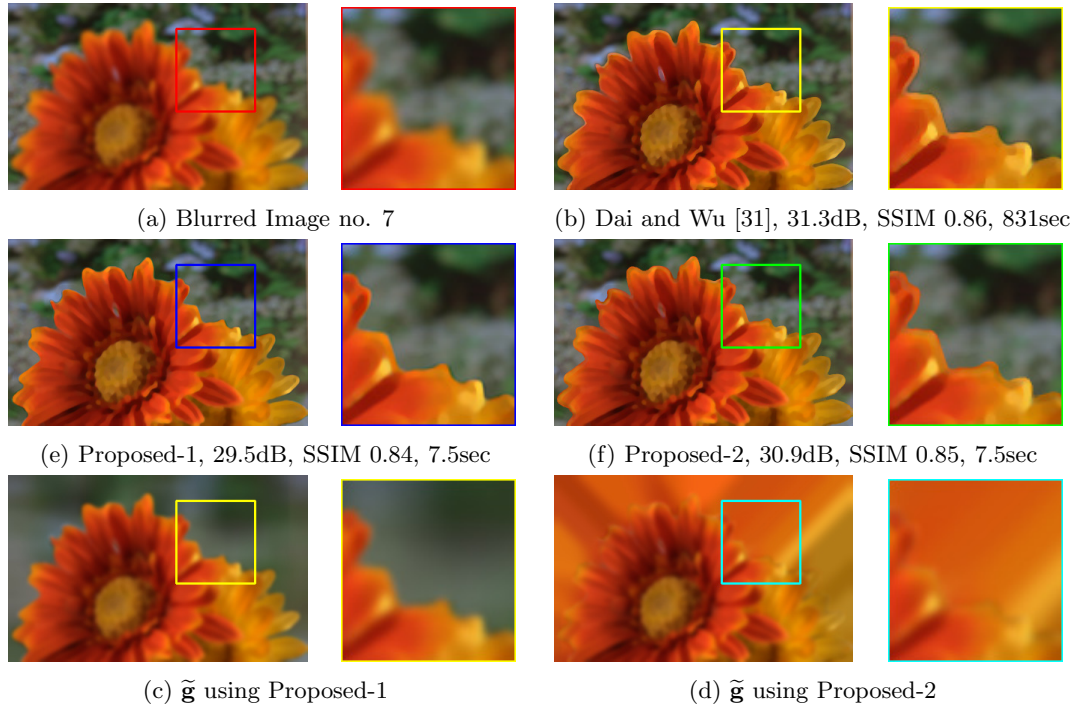 (a) Blurred Image no. 7
(b) Dai and Wu [31], 31.3dB, SSIM 0.86, 831sec
(e) Proposed-1, 29.5dB, SSIM 0.84, 7.5sec
(f) Proposed-2, 30.9dB, SSIM 0.85, 7.5sec
(c) g̃ using Proposed-1
(d) g̃ using Proposed-2